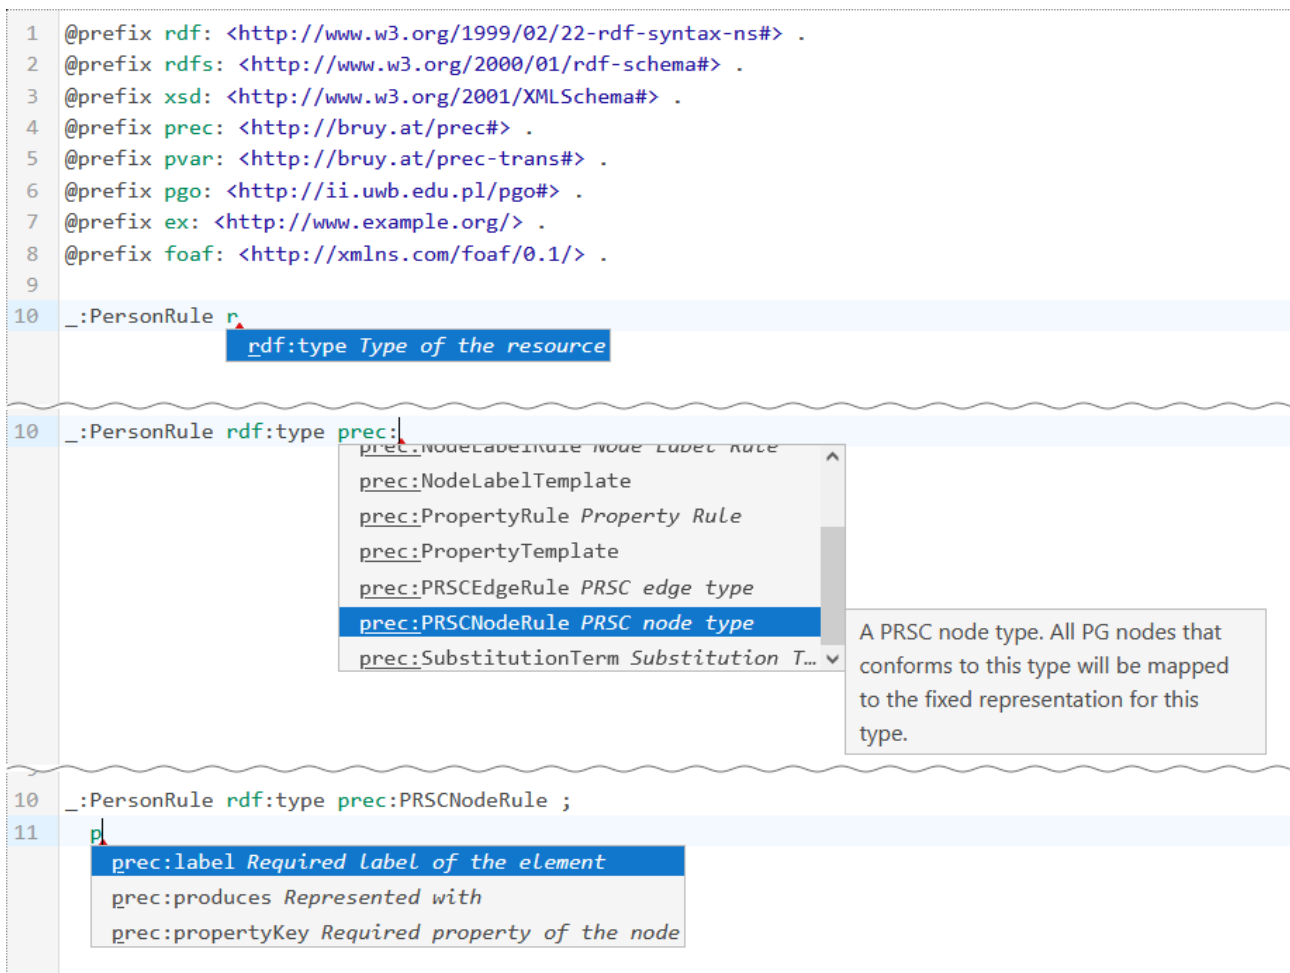 1 @prefix rdf: <http://www.w3.org/1999/02/22-rdf-syntax-ns#> .
2 @prefix rdfs: <http://www.w3.org/2000/01/rdf-schema#> .
3 @prefix xsd: <http://www.w3.org/2001/XMLSchema#> .
4 @prefix prec: <http://bruy.at/prec#> .
5 @prefix pvar: <http://bruy.at/prec-trans#> .
6 @prefix pgo: <http://ii.uwb.edu.pl/pgo#> .
7 @prefix ex: <http://www.example.org/> .
8 @prefix foaf: <http://xmlns.com/foaf/0.1/> .
9
10 _:PersonRule r
rdf:type Type of the resource
10 _:PersonRule rdf:type prec:
prec:NodeLabelRule Node Label Rule
prec:NodeLabelTemplate
prec:PropertyRule Property Rule
prec:PropertyTemplate
prec:PRSCEdgeRule PRSC edge type
prec:PRSCNodeRule PRSC node type
prec:SubstitutionTerm Substitution T…
A PRSC node type. All PG nodes that
conforms to this type will be mapped
to the fixed representation for this
type.
10 _:PersonRule rdf:type prec:PRSCNodeRule ;
11 p
prec:label Required label of the element
prec:produces Represented with
prec:propertyKey Required property of the node